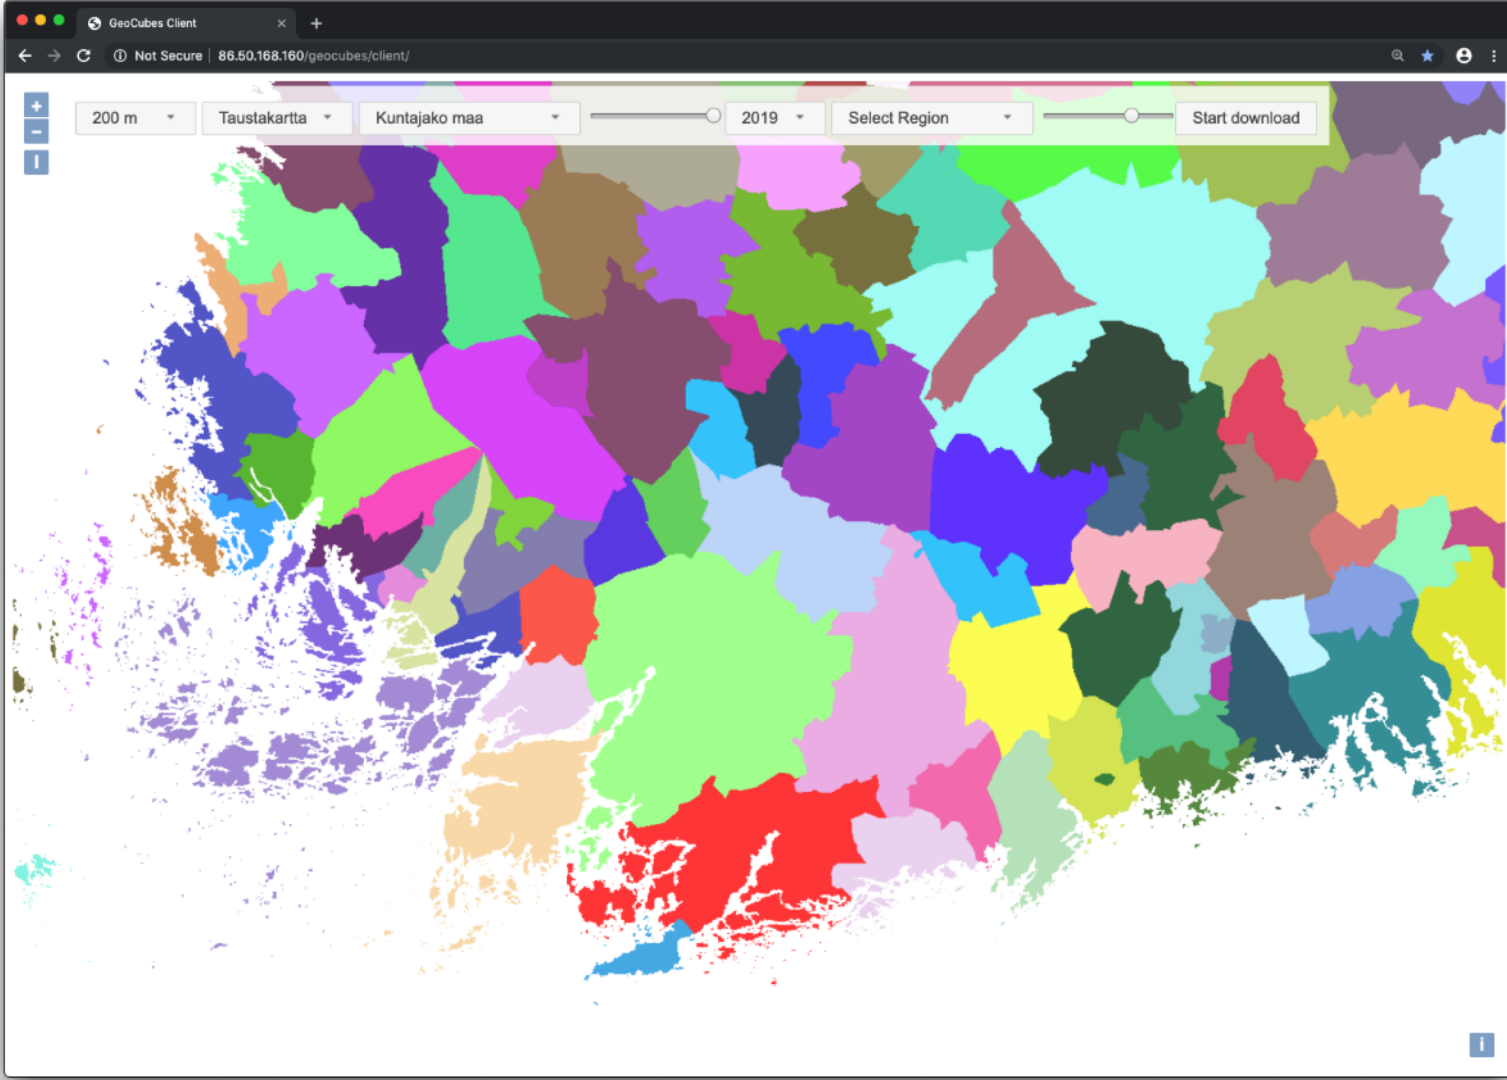 GeoCubes Client
Not Secure 86.50.168.160/geocubes/client/
200 m Taustakartta Kuntajako maa 2019 Select Region Start download
+
−
I
i